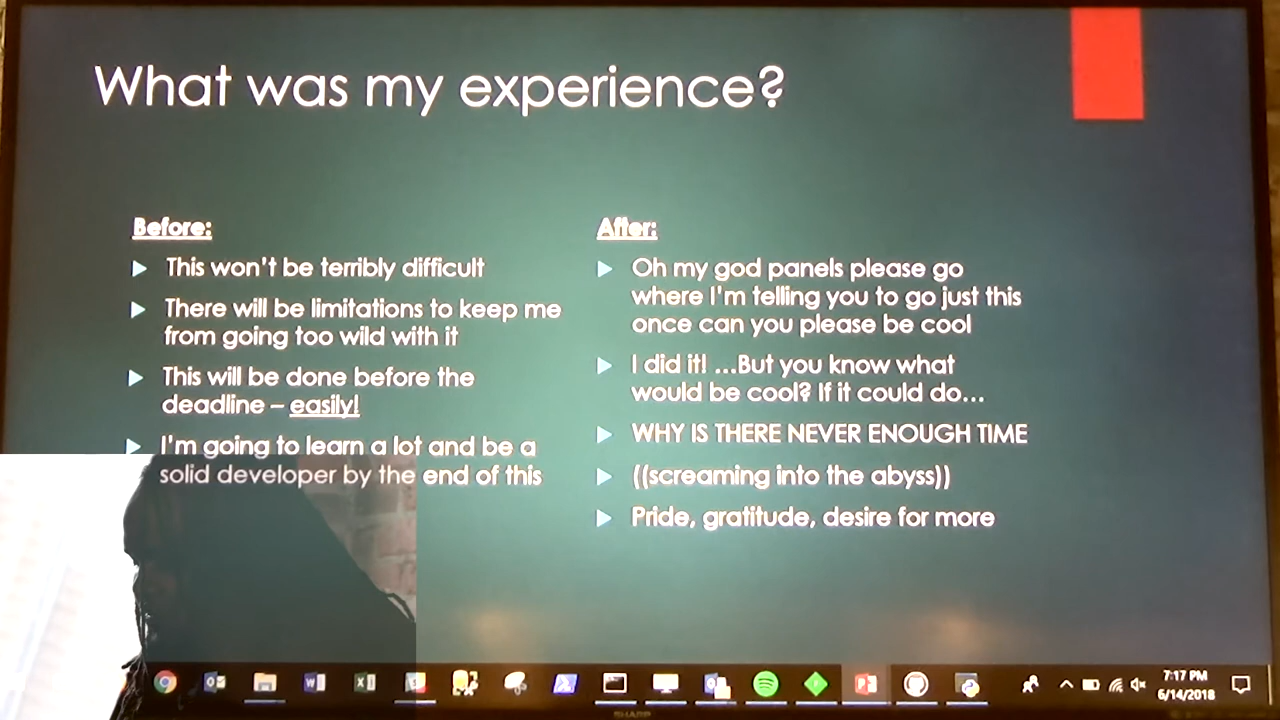 What was my experience?
Before:
This won't be terribly difficult
There will be limitations to keep me
from going too wild with it
This will be done before the
deadline – easily!
I'm going to learn a lot and be a
solid developer by the end of this
After:
Oh my god panels please go
where I'm telling you to go just this
once can you please be cool
I did it! ...But you know what
would be cool? If it could do...
WHY IS THERE NEVER ENOUGH TIME
((screaming into the abyss))
Pride, gratitude, desire for more
7:17 PM
6/14/2018
SHARP